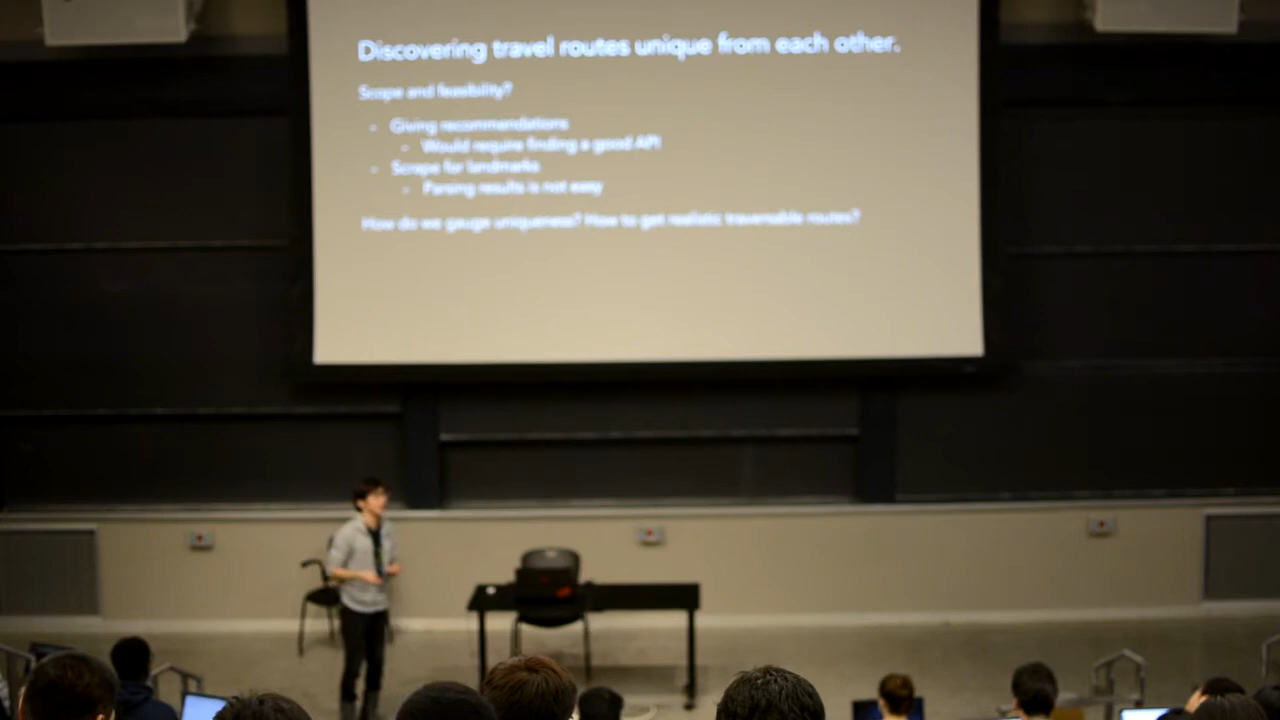 Discovering travel routes unique from each other.
Scope and feasibility?
- Giving recommendations
- Would require finding a good API
- Scrape for landmarks
- Parsing results is not easy
How do we gauge uniqueness? How to get realistic traversable routes?